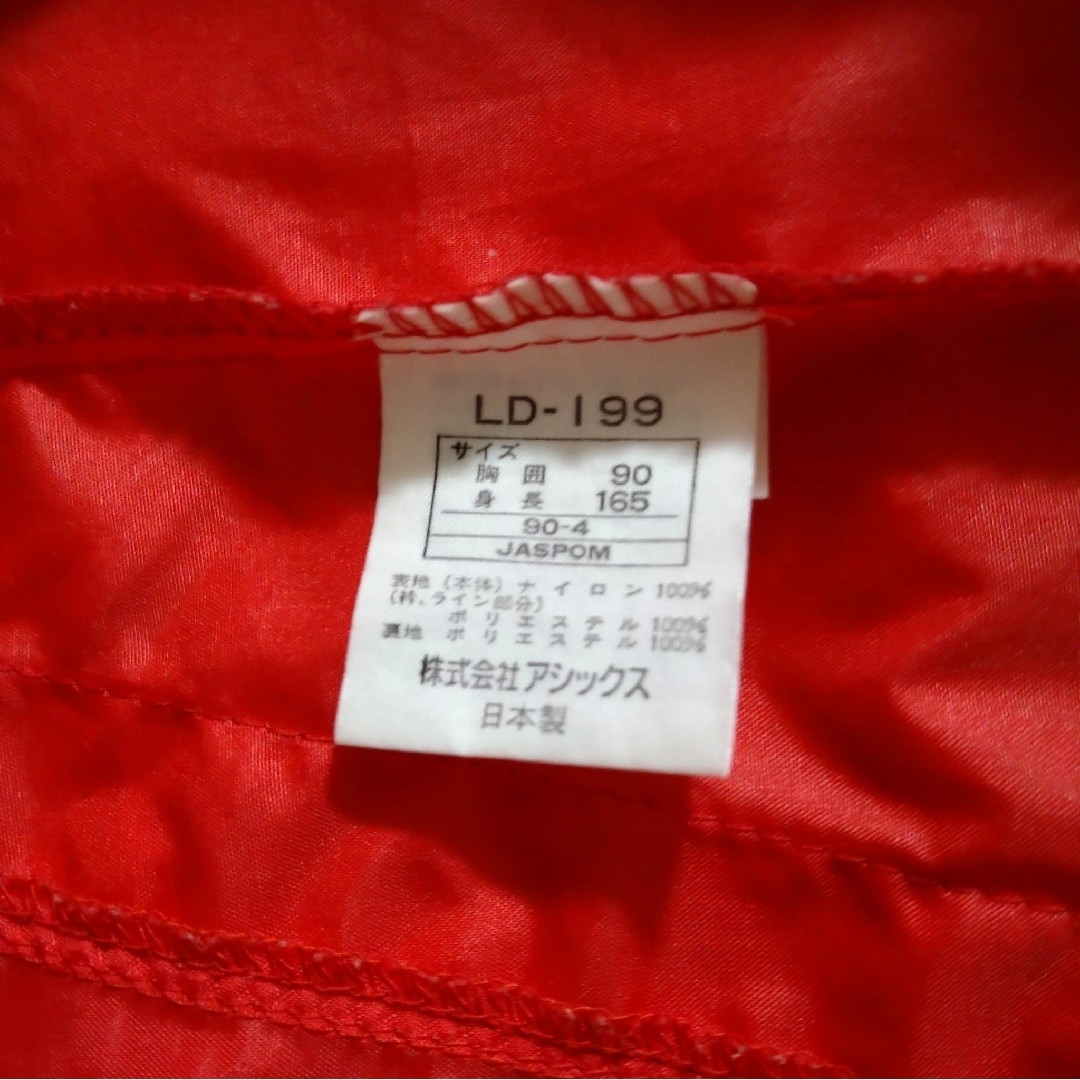 LD-199
サイズ
胸囲 90
身長 165
90-4
JASPOM
表地 (本体) ナイロン 100%
(衿、ライン部分)
ポリエステル 100%
裏地 ポリエステル 100%
株式会社アシックス
日本製